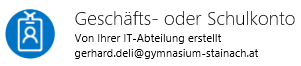 Geschäfts- oder Schulkonto
Von Ihrer IT-Abteilung erstellt
gerhard.deli@gymnasium-stainach.at